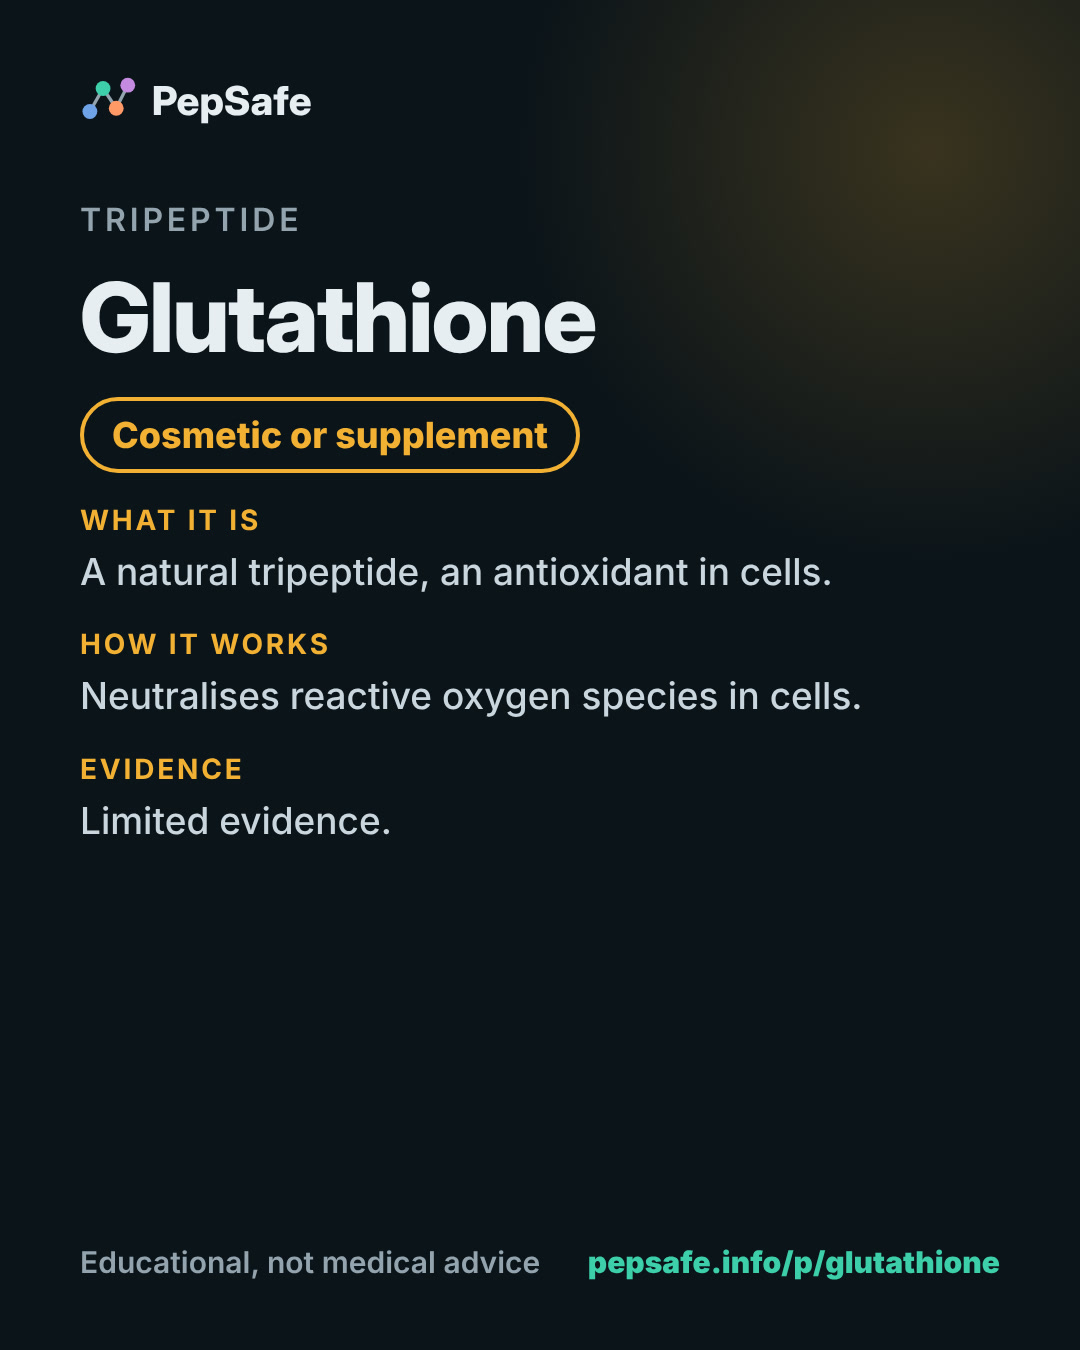 PepSafe
TRIPEPTIDE
Glutathione
Cosmetic or supplement
WHAT IT IS
A natural tripeptide, an antioxidant in cells.
HOW IT WORKS
Neutralises reactive oxygen species in cells.
EVIDENCE
Limited evidence.
Educational, not medical advice
pepsafe.info/p/glutathione